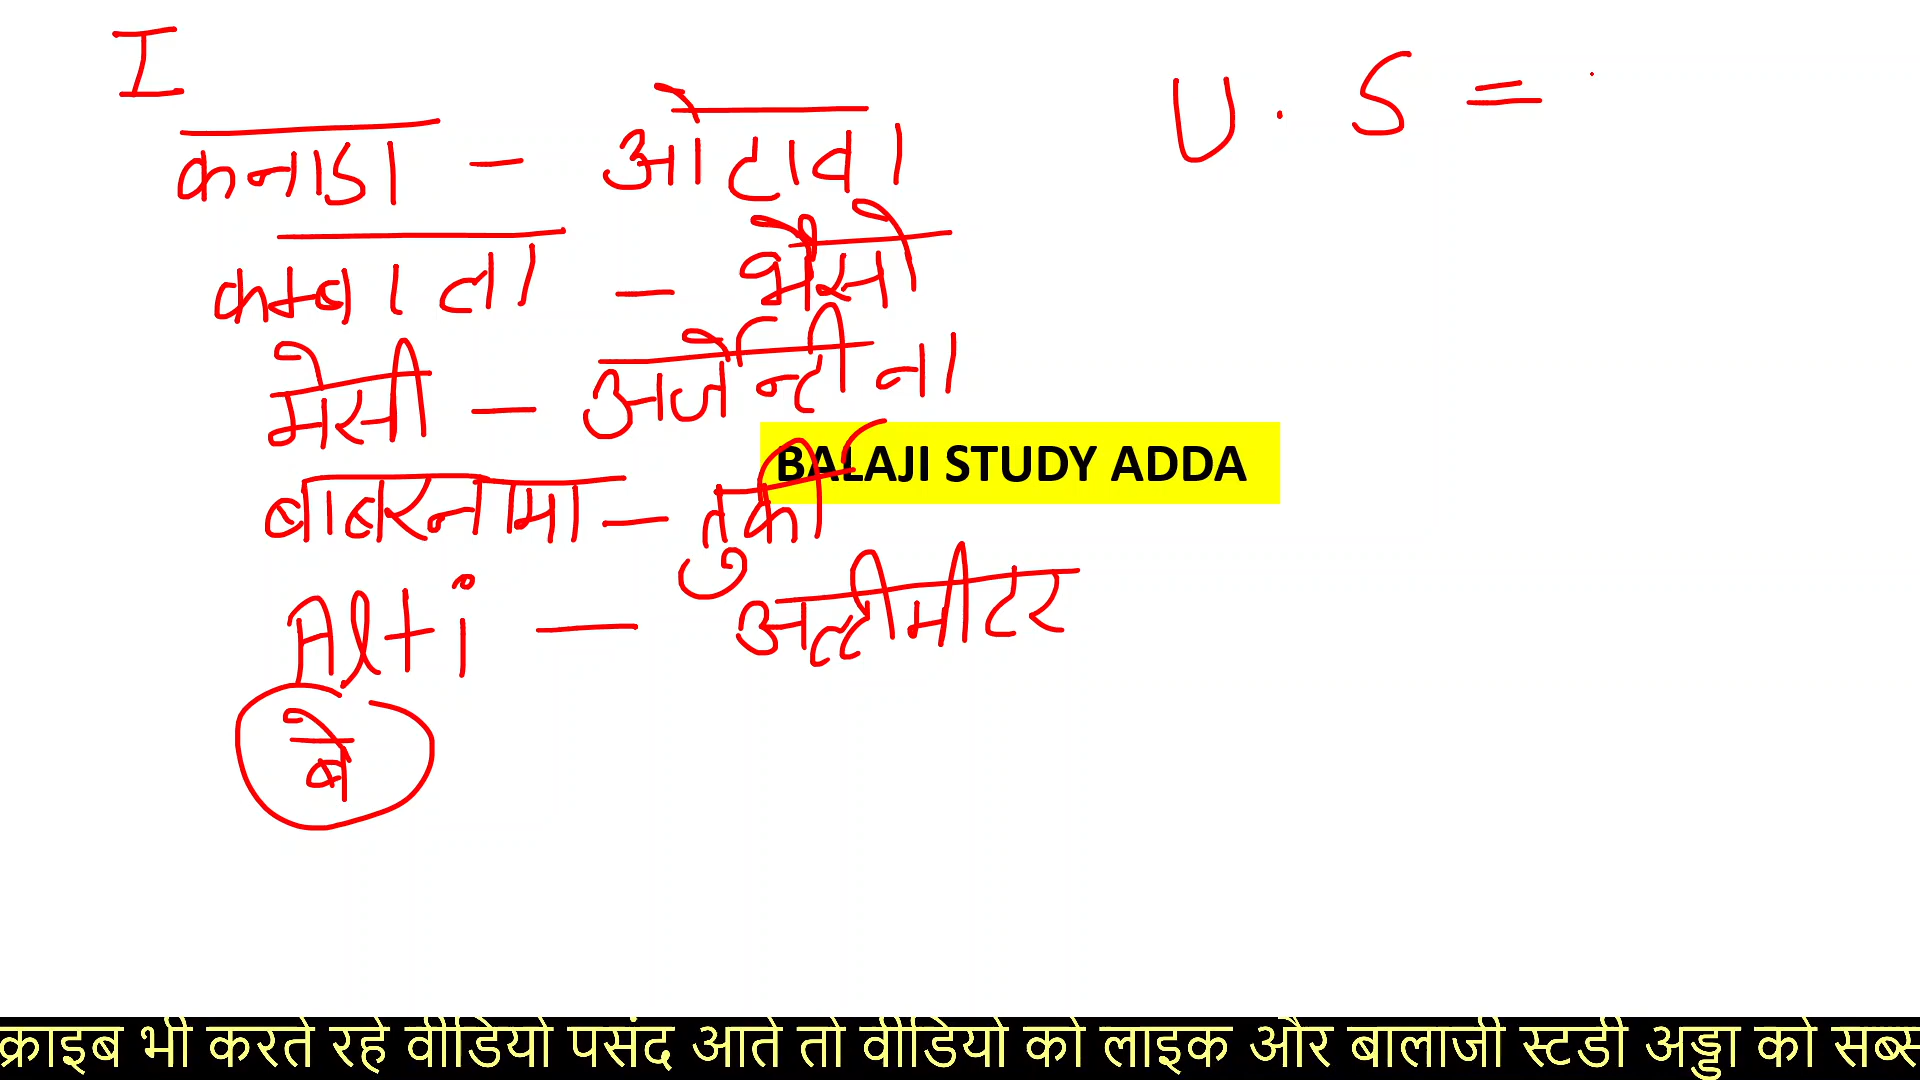 I
कनाडा - ओटावा
कम्बाला - भैंसो
मेसी - अर्जेन्टीना
बाबरनामा - तुर्की
Alti - अल्टीमीटर
बे
U. S =
BALAJI STUDY ADDA
क्राइब भी करते रहे वीडियो पसंद आते तो वीडियो को लाइक और बालाजी स्टडी अड्डा को सब्स